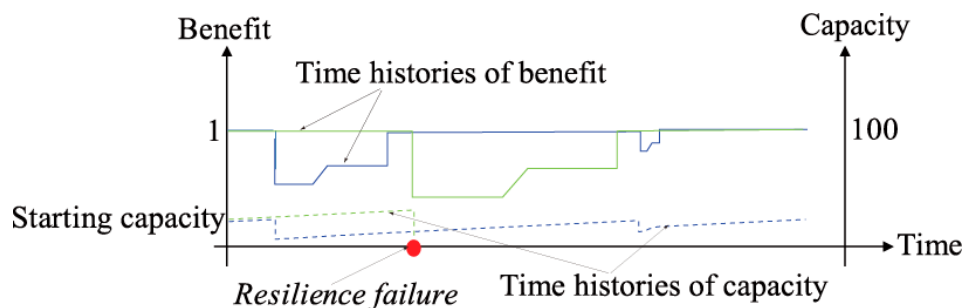 Benefit
Capacity
Time histories of benefit
1
100
Starting capacity
Time
Resilience failure
Time histories of capacity